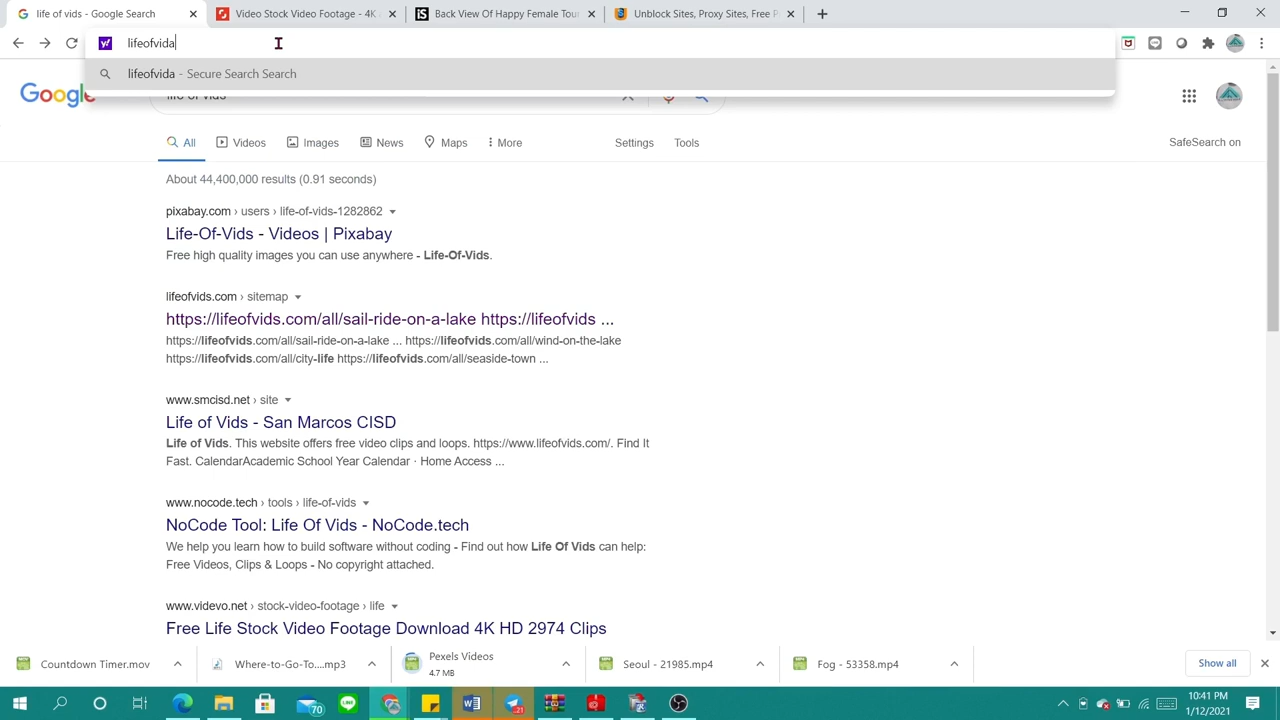 life of vids - Google Search
Video Stock Video Footage - 4K
Back View Of Happy Female Tour
Unblock Sites, Proxy Sites, Free P
lifeofvida
lifeofvida - Secure Search Search
Google
life of vids
All
Videos
Images
News
Maps
More
Settings
Tools
SafeSearch on
About 44,400,000 results (0.91 seconds)
pixabay.com › users › life-of-vids-1282862
Life-Of-Vids - Videos | Pixabay
Free high quality images you can use anywhere - Life-Of-Vids.
lifeofvids.com › sitemap
https://lifeofvids.com/all/sail-ride-on-a-lake https://lifeofvids ...
https://lifeofvids.com/all/sail-ride-on-a-lake ... https://lifeofvids.com/all/wind-on-the-lake
https://lifeofvids.com/all/city-life https://lifeofvids.com/all/seaside-town ...
www.smcisd.net › site
Life of Vids - San Marcos CISD
Life of Vids. This website offers free video clips and loops. https://www.lifeofvids.com/. Find It
Fast. CalendarAcademic School Year Calendar · Home Access ...
www.nocode.tech › tools › life-of-vids
NoCode Tool: Life Of Vids - NoCode.tech
We help you learn how to build software without coding - Find out how Life Of Vids can help:
Free Videos, Clips & Loops - No copyright attached.
www.videvo.net › stock-video-footage › life
Free Life Stock Video Footage Download 4K HD 2974 Clips
Countdown Timer.mov
Where-to-Go-To....mp3
Pexels Videos
4.7 MB
Seoul - 21985.mp4
Fog - 53358.mp4
Show all
70
21
10:41 PM
1/12/2021